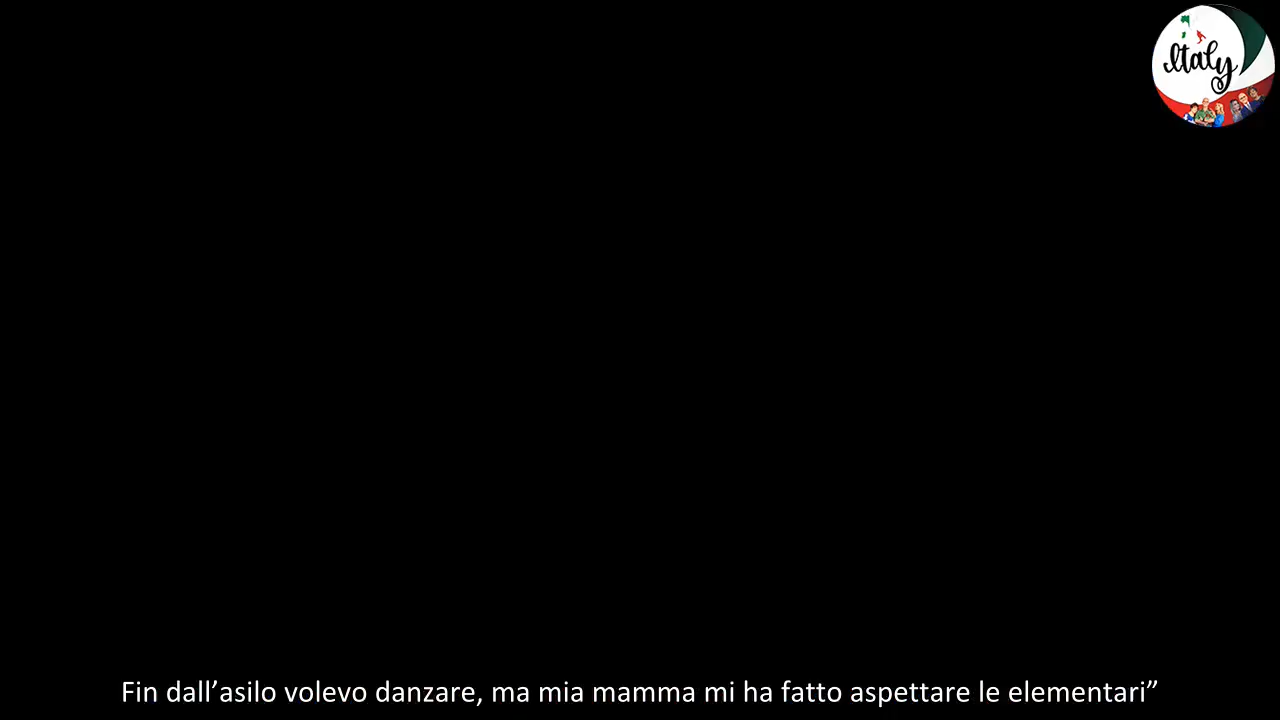 Italy
Fin dall’asilo volevo danzare, ma mia mamma mi ha fatto aspettare le elementari”